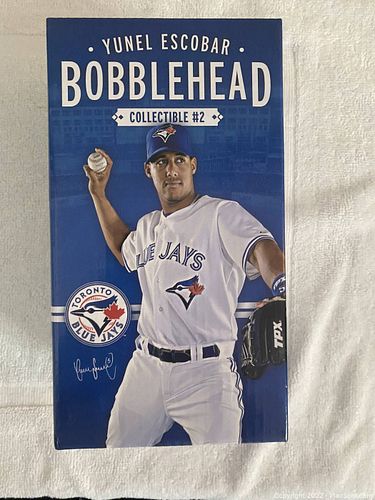 • YUNEL ESCOBAR •
BOBBLEHEAD
COLLECTIBLE #2
BLUE JAYS
TORONTO
BLUE JAYS
TPX